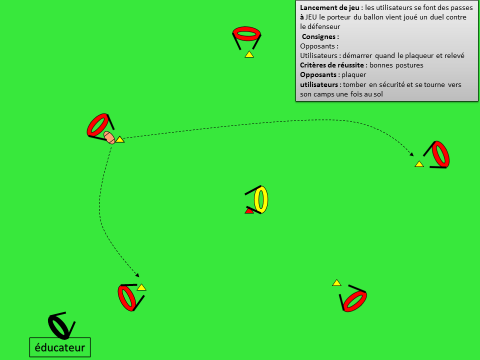 Lancement de jeu : les utilisateurs se font des passes
à JEU le porteur du ballon vient joué un duel contre
le défenseur
Consignes :
Opposants :
Utilisateurs : démarrer quand le plaqueur et relevé
Critères de réussite : bonnes postures
Opposants : plaquer
utilisateurs : tomber en sécurité et se tourne vers
son camps une fois au sol
éducateur